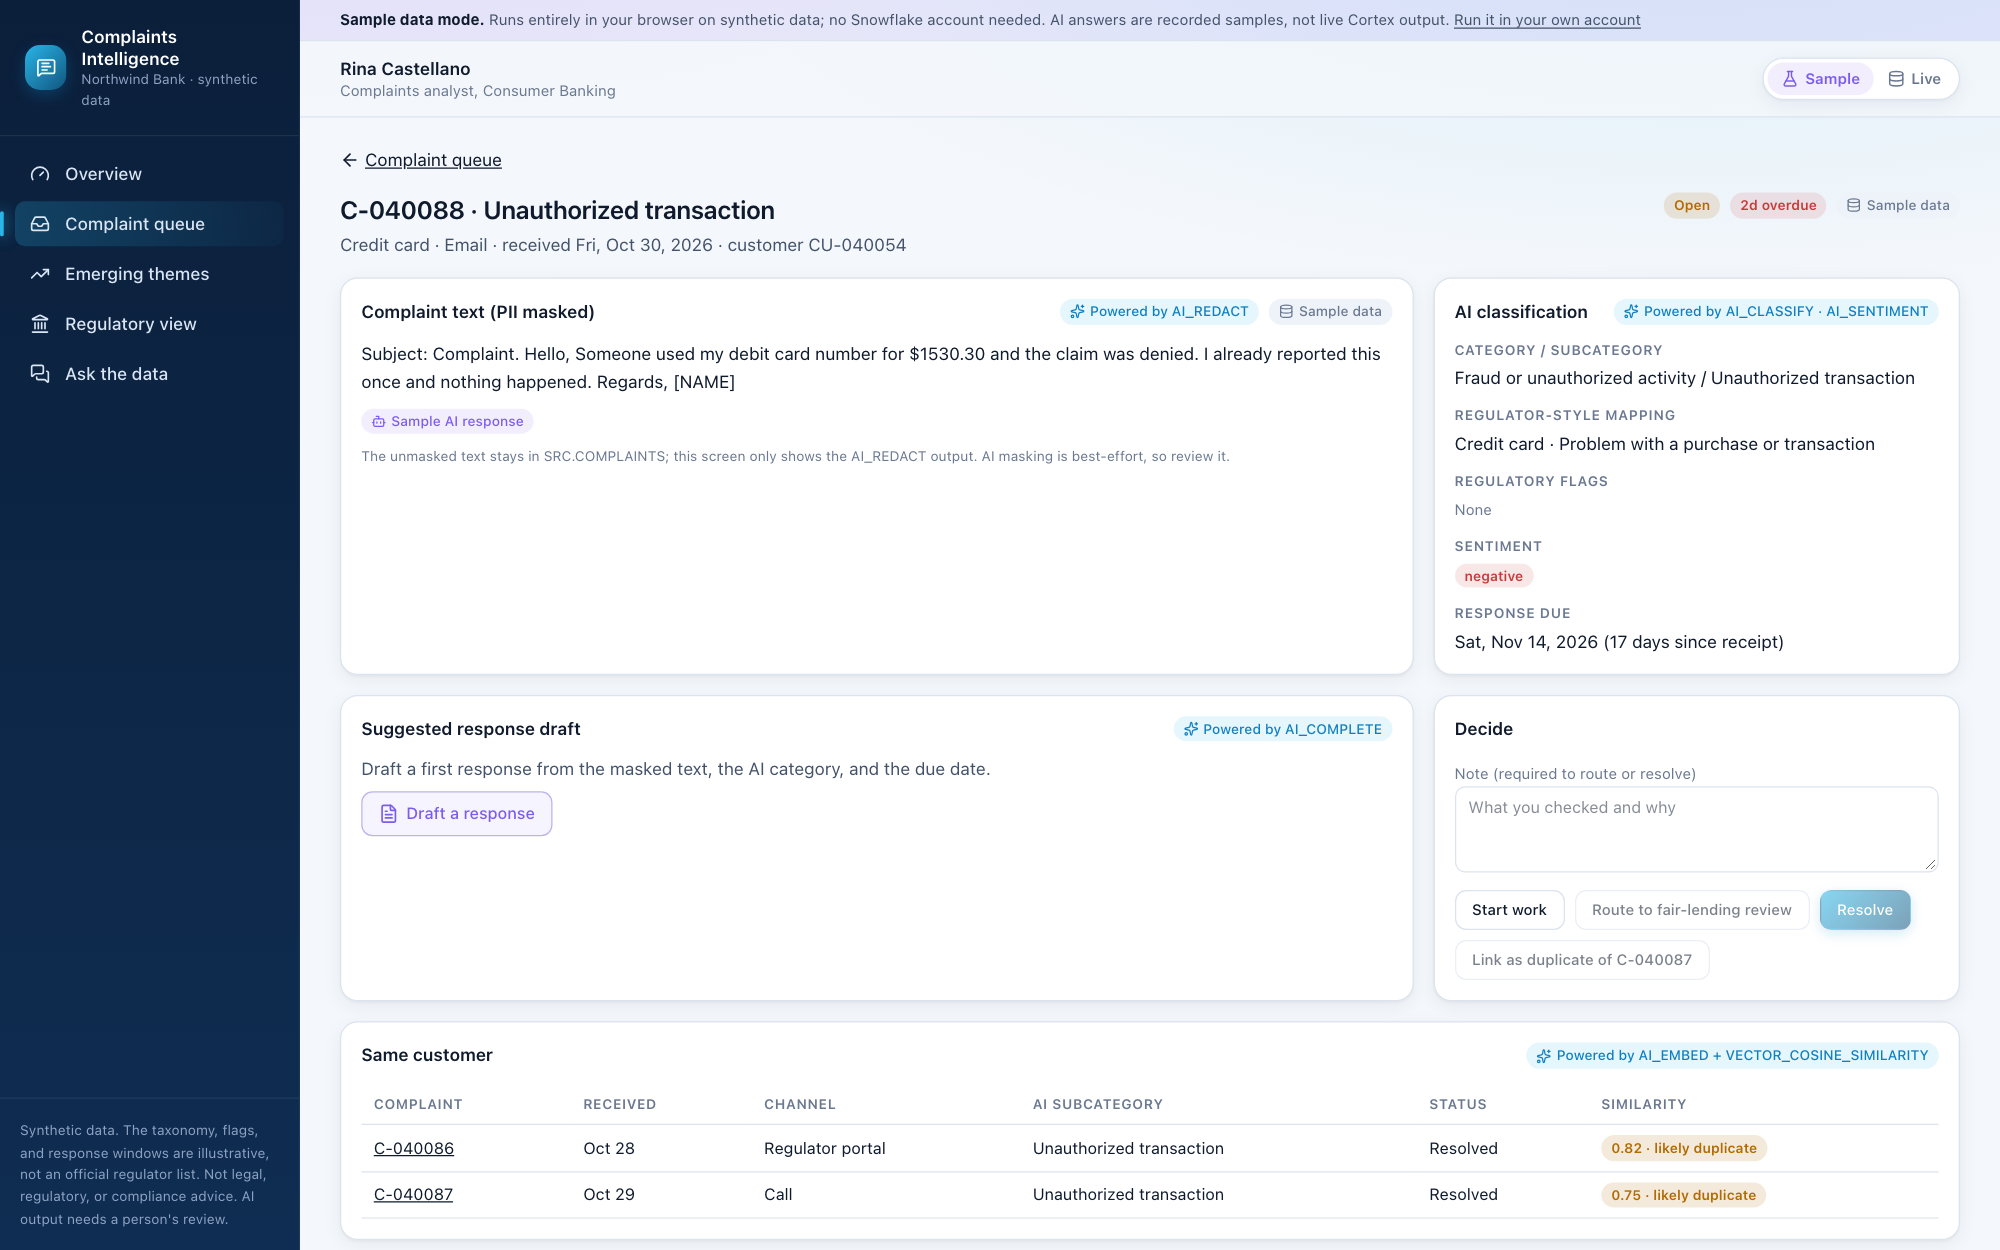 Complaints
Intelligence
Northwind Bank · synthetic
data
Overview
Complaint queue
Emerging themes
Regulatory view
Ask the data
Synthetic data. The taxonomy, flags,
and response windows are illustrative,
not an official regulator list. Not legal,
regulatory, or compliance advice. AI
output needs a person's review.
Sample data mode. Runs entirely in your browser on synthetic data; no Snowflake account needed. AI answers are recorded samples, not live Cortex output. Run it in your own account
Rina Castellano
Complaints analyst, Consumer Banking
Sample
Live
Complaint queue
C-040088 · Unauthorized transaction
Credit card · Email · received Fri, Oct 30, 2026 · customer CU-040054
Open
2d overdue
Sample data
Complaint text (PII masked)
Powered by AI_REDACT
Sample data
Subject: Complaint. Hello, Someone used my debit card number for $1530.30 and the claim was denied. I already reported this
once and nothing happened. Regards, [NAME]
Sample AI response
The unmasked text stays in SRC.COMPLAINTS; this screen only shows the AI_REDACT output. AI masking is best-effort, so review it.
AI classification
Powered by AI_CLASSIFY · AI_SENTIMENT
CATEGORY / SUBCATEGORY
Fraud or unauthorized activity / Unauthorized transaction
REGULATOR-STYLE MAPPING
Credit card · Problem with a purchase or transaction
REGULATORY FLAGS
None
SENTIMENT
negative
RESPONSE DUE
Sat, Nov 14, 2026 (17 days since receipt)
Suggested response draft
Powered by AI_COMPLETE
Draft a first response from the masked text, the AI category, and the due date.
Draft a response
Decide
Note (required to route or resolve)
What you checked and why
Start work
Route to fair-lending review
Resolve
Link as duplicate of C-040087
Same customer
Powered by AI_EMBED + VECTOR_COSINE_SIMILARITY
COMPLAINT RECEIVED CHANNEL AI SUBCATEGORY STATUS SIMILARITY
C-040086 Oct 28 Regulator portal Unauthorized transaction Resolved 0.82 · likely duplicate
C-040087 Oct 29 Call Unauthorized transaction Resolved 0.75 · likely duplicate